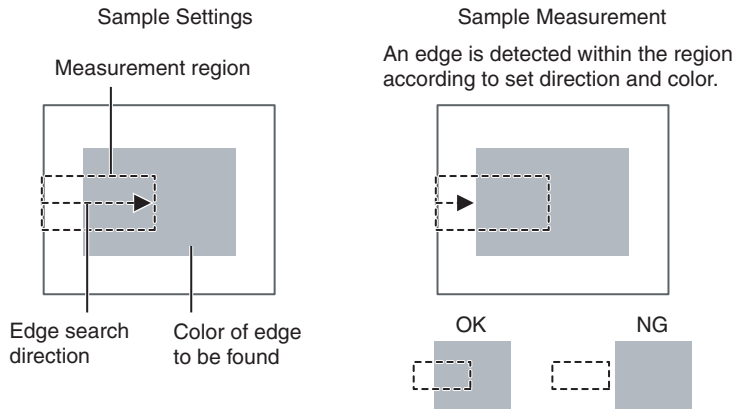 Sample Settings
Measurement region
Edge search
direction
Color of edge
to be found
Sample Measurement
An edge is detected within the region
according to set direction and color.
OK
NG